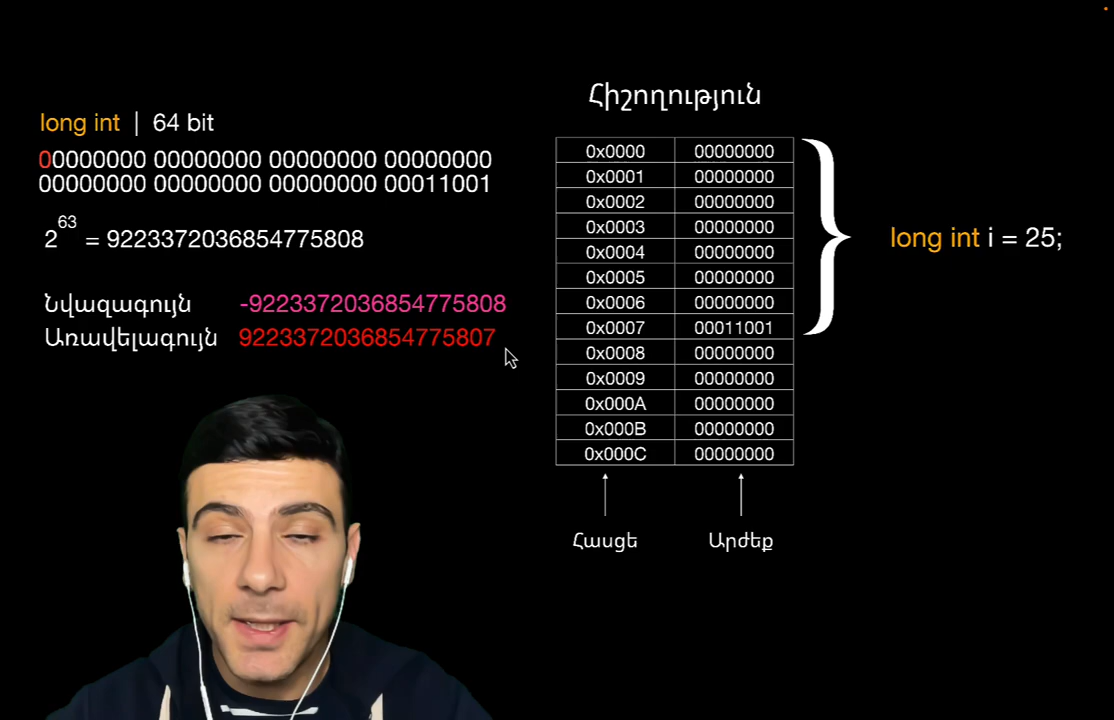 long int | 64 bit
00000000 00000000 00000000 00000000
00000000 00000000 00000000 00011001
2^63 = 9223372036854775808
Նվազագույն -9223372036854775808
Առավելագույն 9223372036854775807
Հիշողություն
0x0000 00000000
0x0001 00000000
0x0002 00000000
0x0003 00000000
0x0004 00000000
0x0005 00000000
0x0006 00000000
0x0007 00011001
0x0008 00000000
0x0009 00000000
0x000A 00000000
0x000B 00000000
0x000C 00000000
Հասցե Արժեք
long int i = 25;